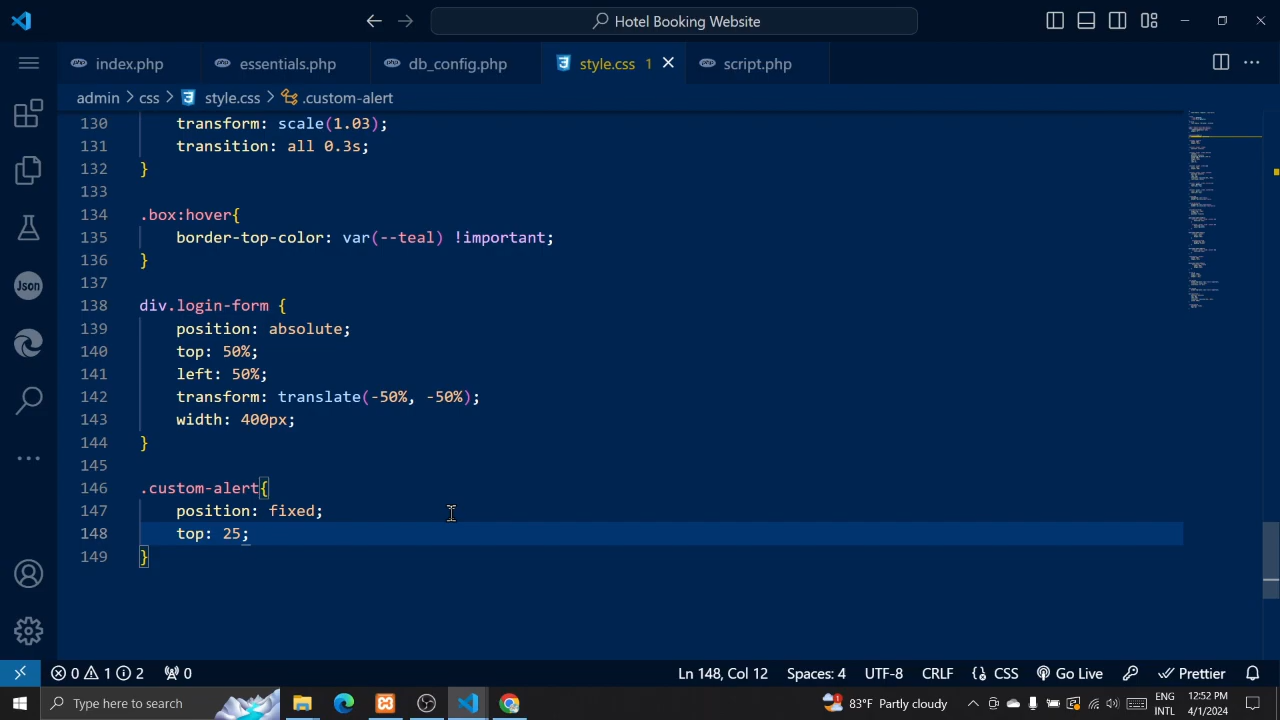 Hotel Booking Website
index.php
essentials.php
db_config.php
style.css 1
script.php
admin > css > style.css > .custom-alert
130 transform: scale(1.03);
131 transition: all 0.3s;
132 }
133
134 .box:hover{
135 border-top-color: var(--teal) !important;
136 }
137
138 div.login-form {
139 position: absolute;
140 top: 50%;
141 left: 50%;
142 transform: translate(-50%, -50%);
143 width: 400px;
144 }
145
146 .custom-alert{
147 position: fixed;
148 top: 25;
149 }
Json
0 1 2 0 Ln 148, Col 12 Spaces: 4 UTF-8 CRLF {} CSS Go Live Prettier
Type here to search
83°F Partly cloudy
ENG
INTL
12:52 PM
4/1/2024